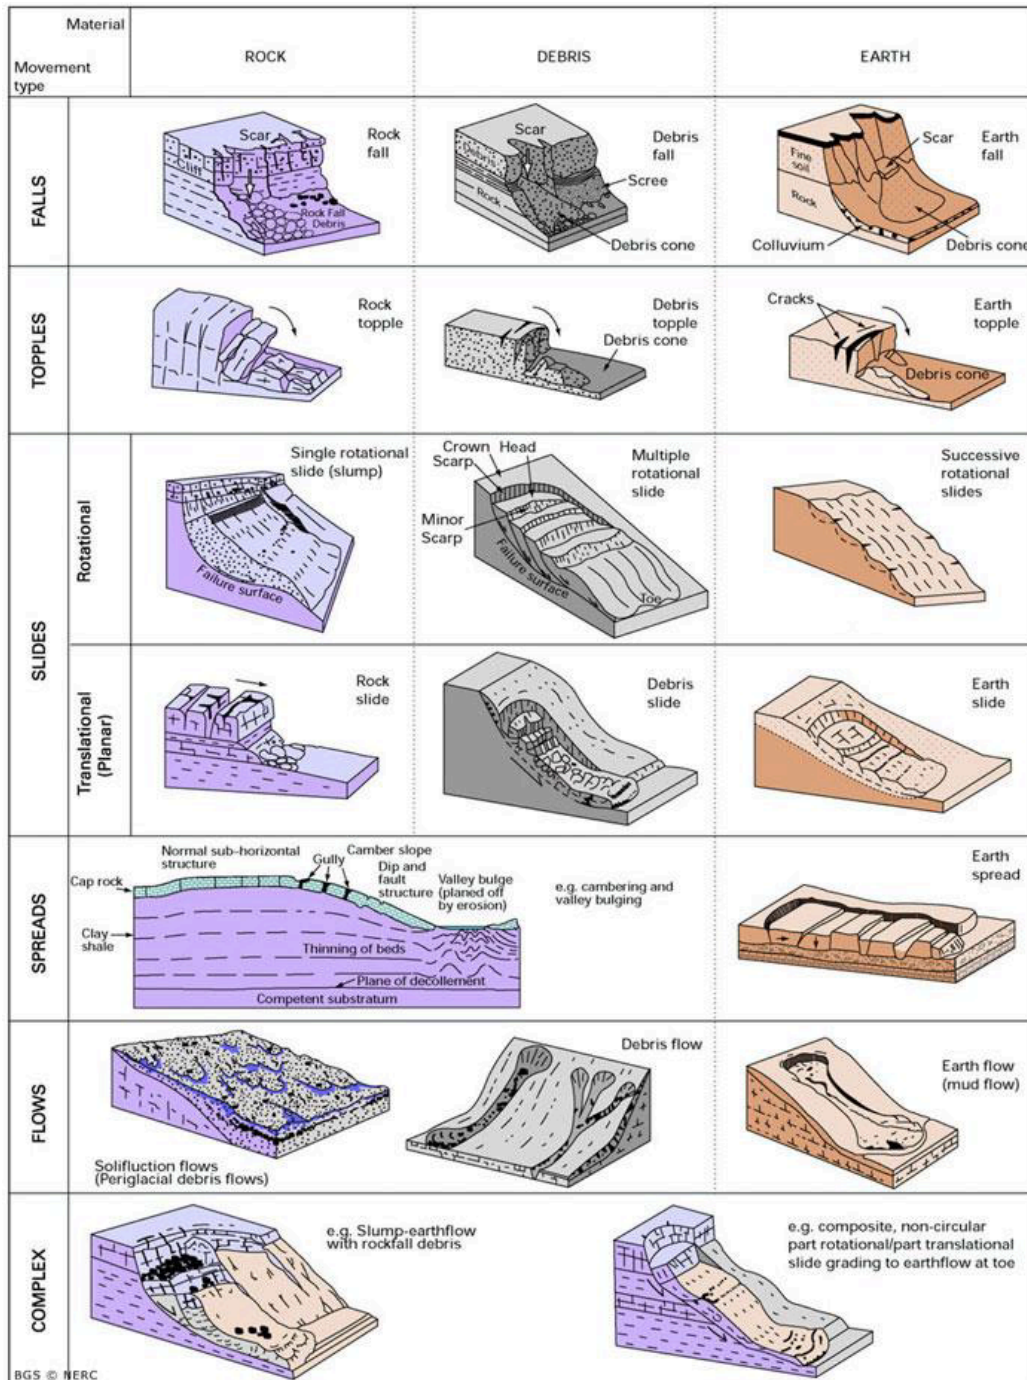 Material
Movement
type
ROCK
DEBRIS
EARTH
FALLS
Scar
Cliff
Rock Fall
Debris
Rock
fall
Scar
Debris
Rock
Debris
fall
Scree
Debris cone
Fine
soil
Rock
Scar
Earth
fall
Colluvium
Debris cone
TOPPLES
Rock
topple
Debris
topple
Debris cone
Cracks
Earth
topple
Debris cone
SLIDES
Rotational
Single rotational
slide (slump)
Failure surface
Crown
Scarp
Head
Minor
Scarp
Failure surface
Toe
Multiple
rotational
slide
Successive
rotational
slides
Translational
(Planar)
Rock
slide
Debris
slide
Earth
slide
SPREADS
Normal sub-horizontal
structure
Gully
Camber slope
Dip and
fault
structure
Valley bulge
(planed off
by erosion)
Cap rock
Clay
shale
Thinning of beds
Plane of decollement
Competent substratum
e.g. cambering and
valley bulging
Earth
spread
FLOWS
Solifluction flows
(Periglacial debris flows)
Debris flow
Earth flow
(mud flow)
COMPLEX
e.g. Slump-earthflow
with rockfall debris
e.g. composite, non-circular
part rotational/part translational
slide grading to earthflow at toe
BGS © NERC